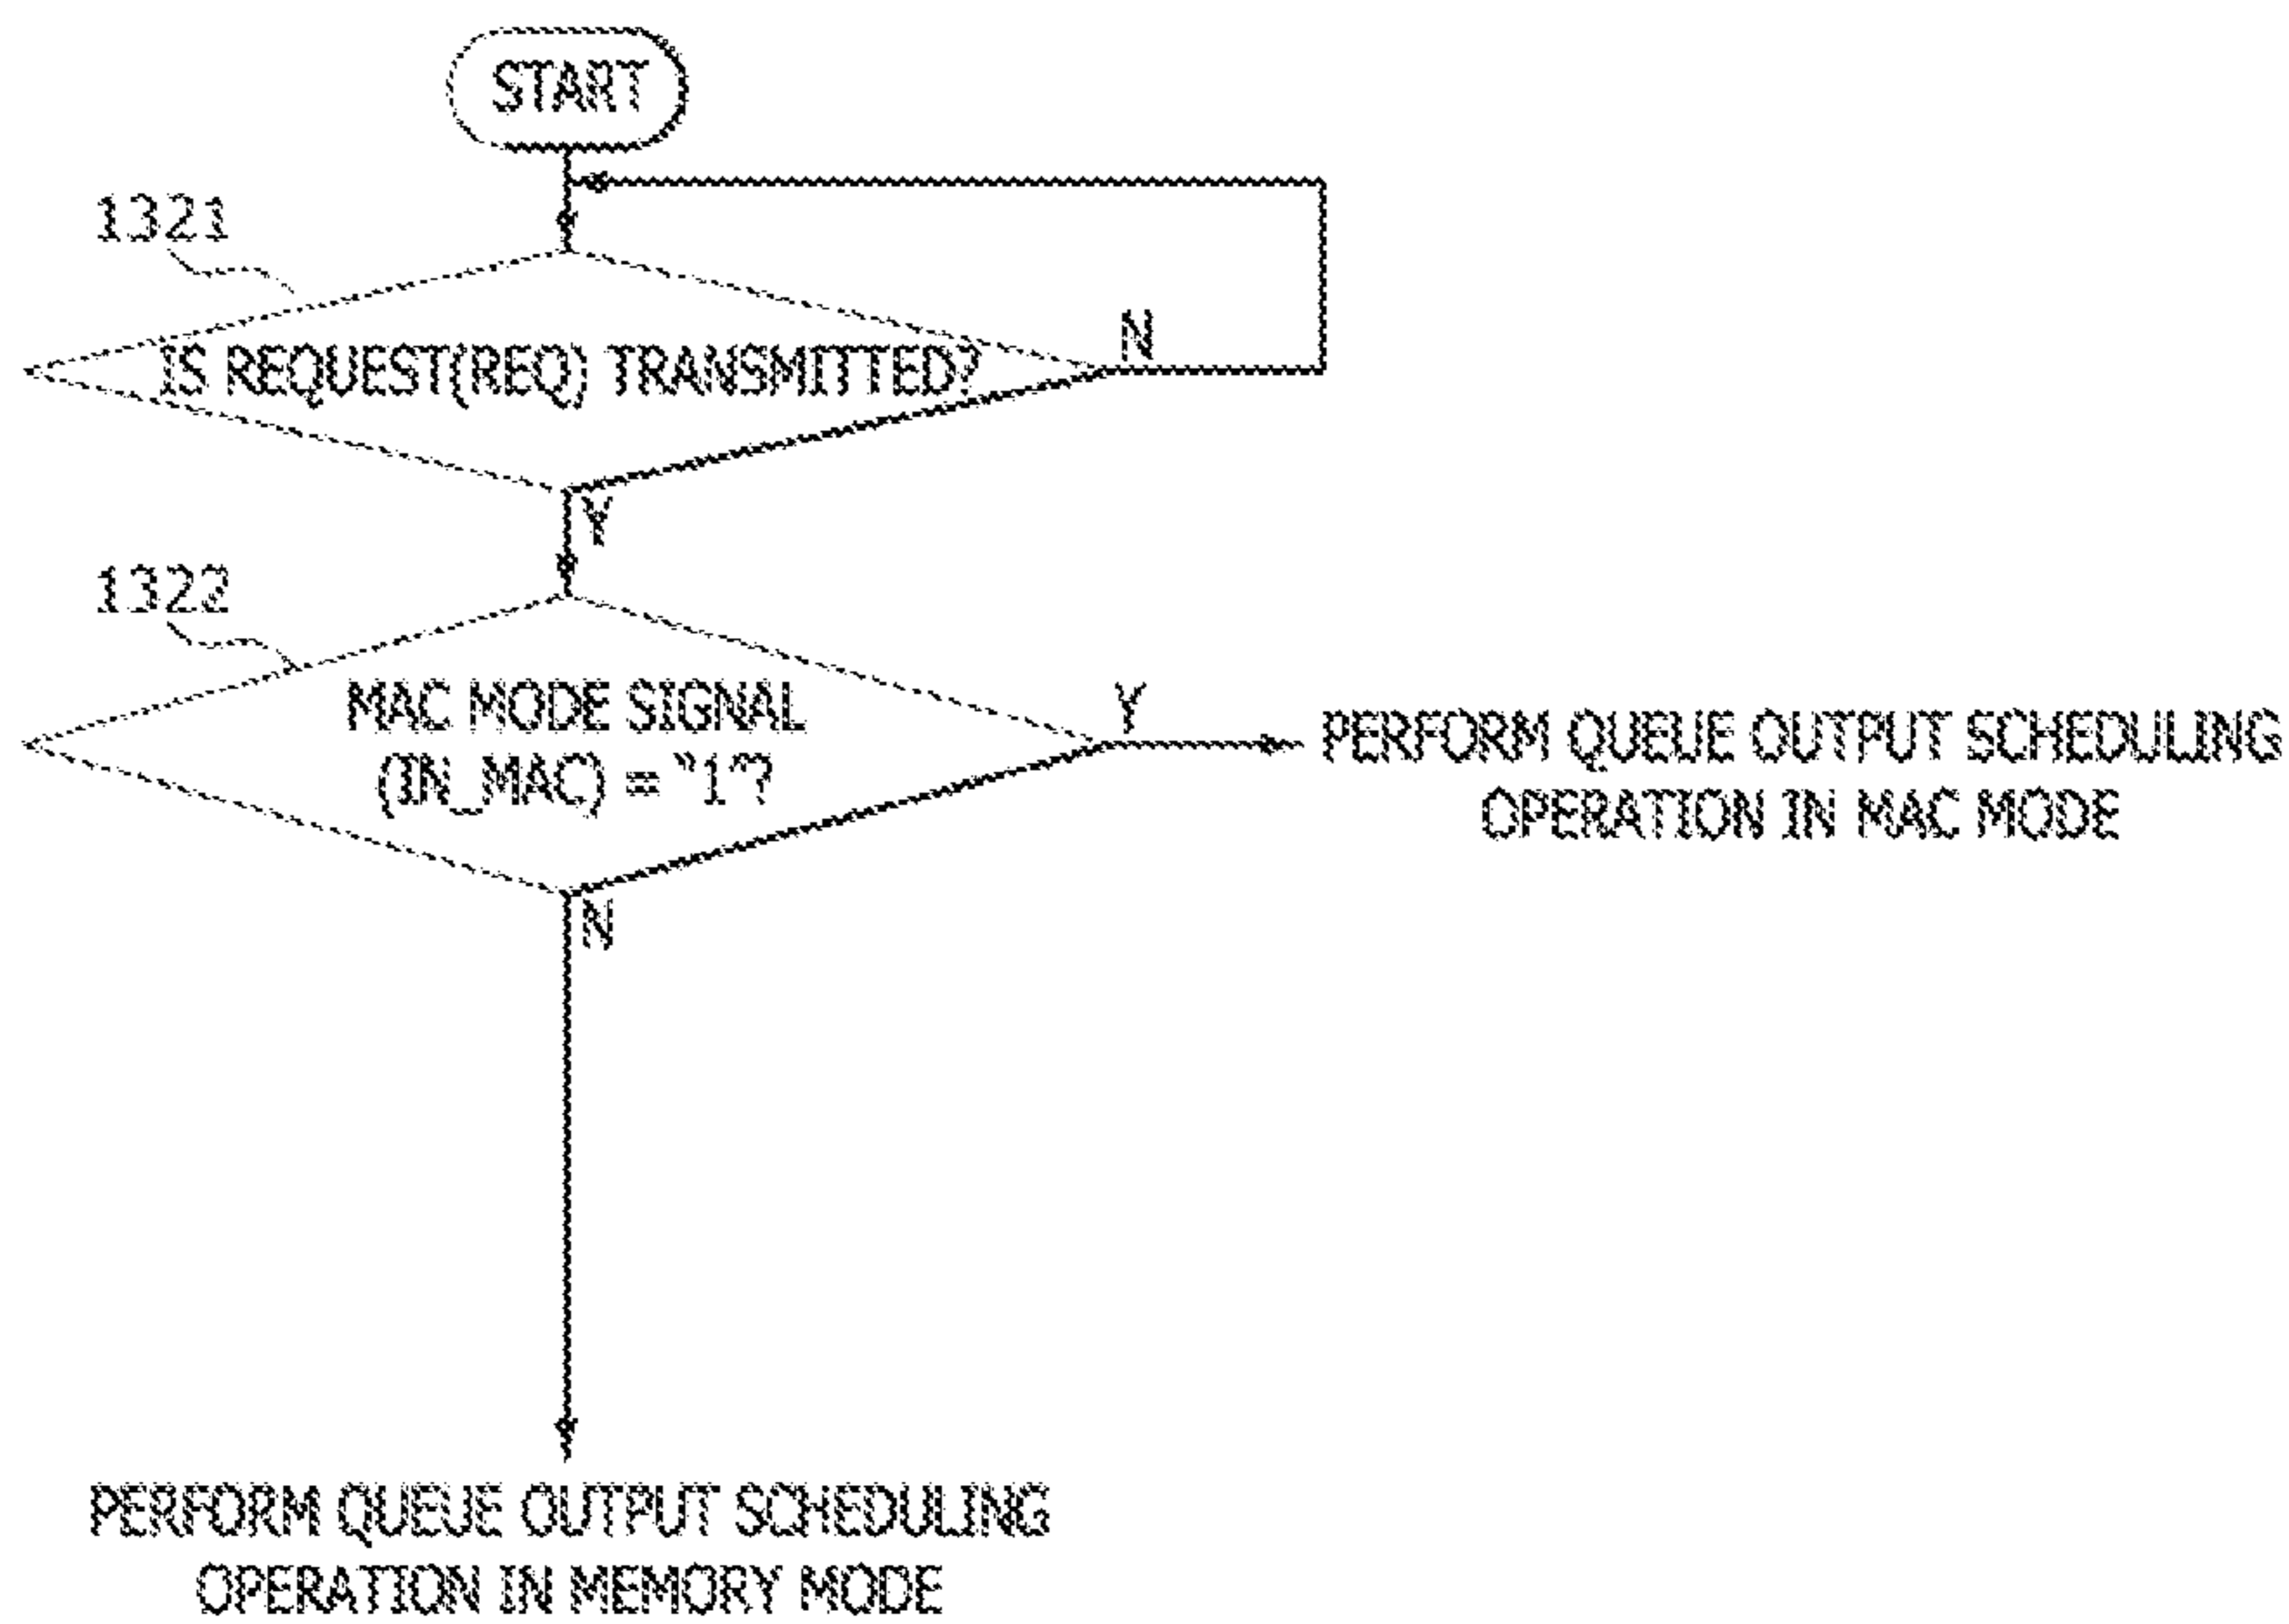 START
1321
IS REQUEST(REQ) TRANSMITTED?
N
Y
1322
MAC MODE SIGNAL
(IN_MAC) = "1"?
Y
PERFORM QUEUE OUTPUT SCHEDULING
OPERATION IN MAC MODE
N
PERFORM QUEUE OUTPUT SCHEDULING
OPERATION IN MEMORY MODE